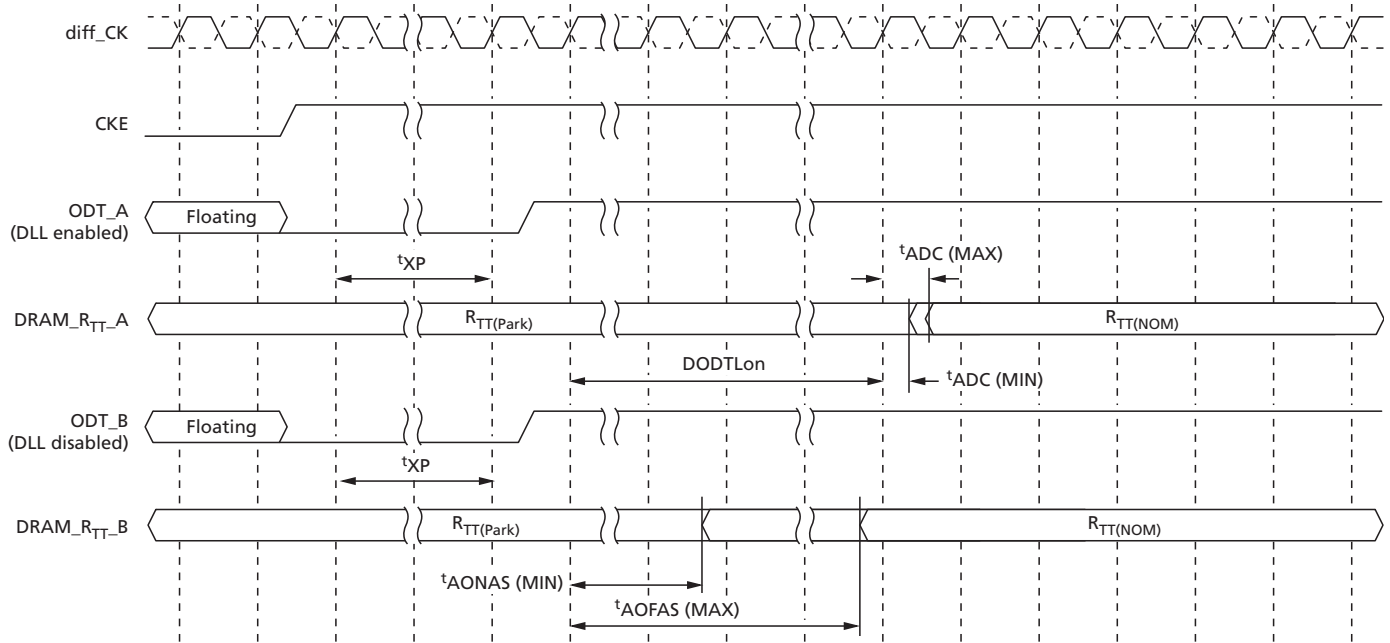 diff_CK
CKE
ODT_A
(DLL enabled)
Floating
tXP
tADC (MAX)
DRAM_RTT_A
RTT(Park)
RTT(NOM)
DODTLon
tADC (MIN)
ODT_B
(DLL disabled)
Floating
tXP
DRAM_RTT_B
RTT(Park)
RTT(NOM)
tAONAS (MIN)
tAOFAS (MAX)